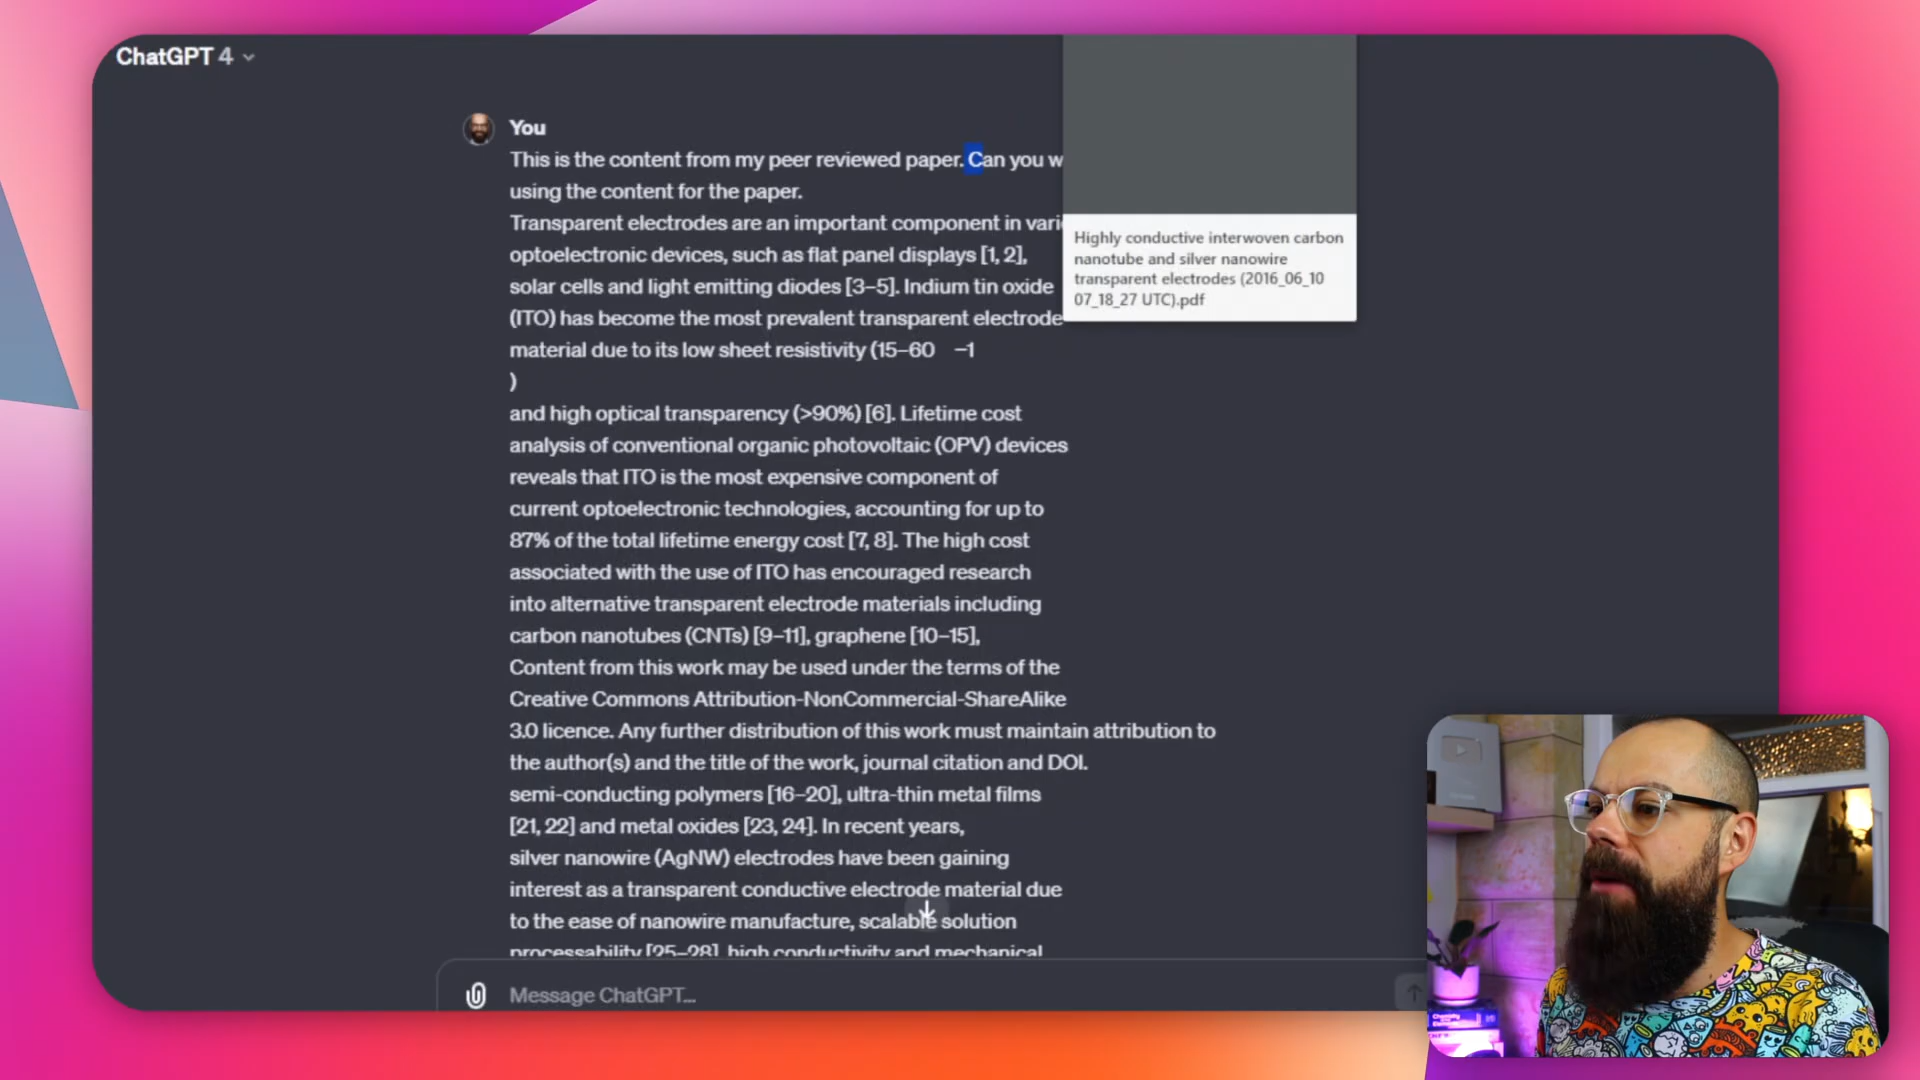 ChatGPT 4
You
This is the content from my peer reviewed paper. Can you w
using the content for the paper.
Transparent electrodes are an important component in vari
optoelectronic devices, such as flat panel displays [1, 2],
solar cells and light emitting diodes [3–5]. Indium tin oxide
(ITO) has become the most prevalent transparent electrode
material due to its low sheet resistivity (15–60 −1
)
and high optical transparency (>90%) [6]. Lifetime cost
analysis of conventional organic photovoltaic (OPV) devices
reveals that ITO is the most expensive component of
current optoelectronic technologies, accounting for up to
87% of the total lifetime energy cost [7, 8]. The high cost
associated with the use of ITO has encouraged research
into alternative transparent electrode materials including
carbon nanotubes (CNTs) [9–11], graphene [10–15],
Content from this work may be used under the terms of the
Creative Commons Attribution-NonCommercial-ShareAlike
3.0 licence. Any further distribution of this work must maintain attribution to
the author(s) and the title of the work, journal citation and DOI.
semi-conducting polymers [16–20], ultra-thin metal films
[21, 22] and metal oxides [23, 24]. In recent years,
silver nanowire (AgNW) electrodes have been gaining
interest as a transparent conductive electrode material due
to the ease of nanowire manufacture, scalable solution
processability [25–28], high conductivity and mechanical
Message ChatGPT...
Highly conductive interwoven carbon
nanotube and silver nanowire
transparent electrodes (2016_06_10
07_18_27 UTC).pdf